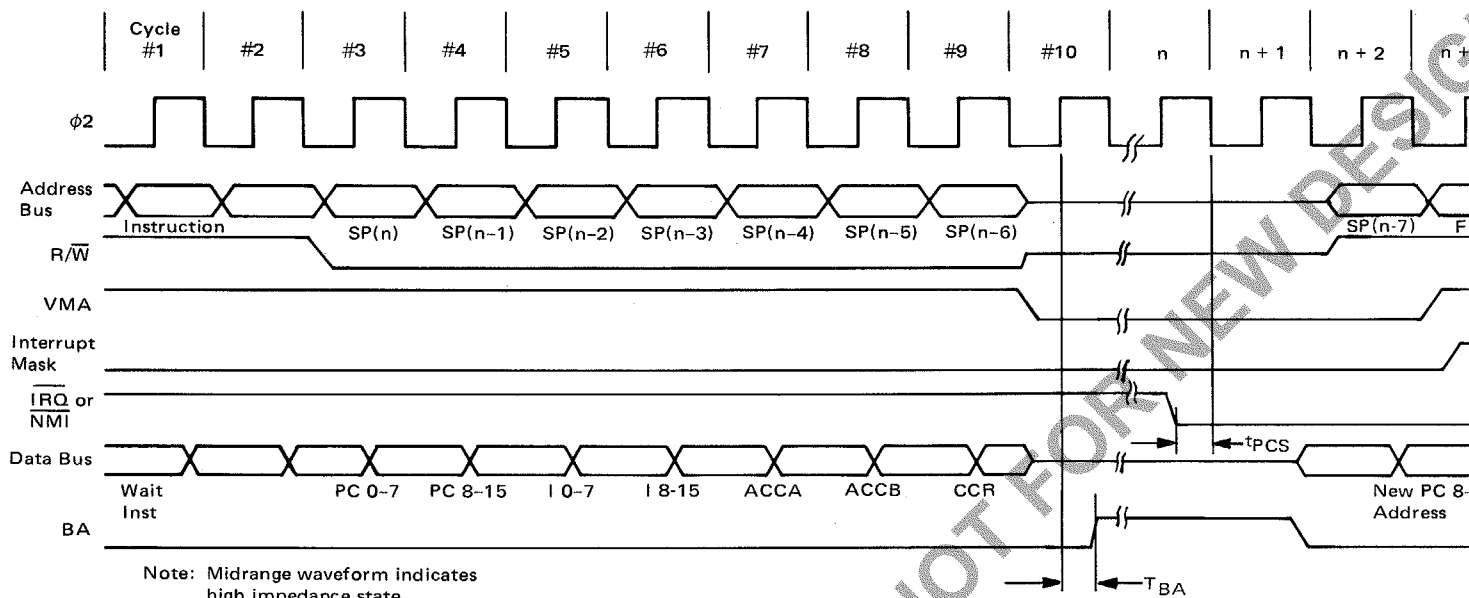 Cycle
#1 #2 #3 #4 #5 #6 #7 #8 #9 #10 n n + 1 n + 2 n +
ϕ2
Address
Bus
Instruction SP(n) SP(n-1) SP(n-2) SP(n-3) SP(n-4) SP(n-5) SP(n-6) SP(n-7) F
R/W̅
VMA
Interrupt
Mask
I̅R̅Q̅ or
N̅M̅I̅
tPCS
Data Bus
Wait
Inst
PC 0-7 PC 8-15 I 0-7 I 8-15 ACCA ACCB CCR New PC 8-
Address
BA
Note: Midrange waveform indicates
high impedance state
TBA
NOT FOR NEW DESIG